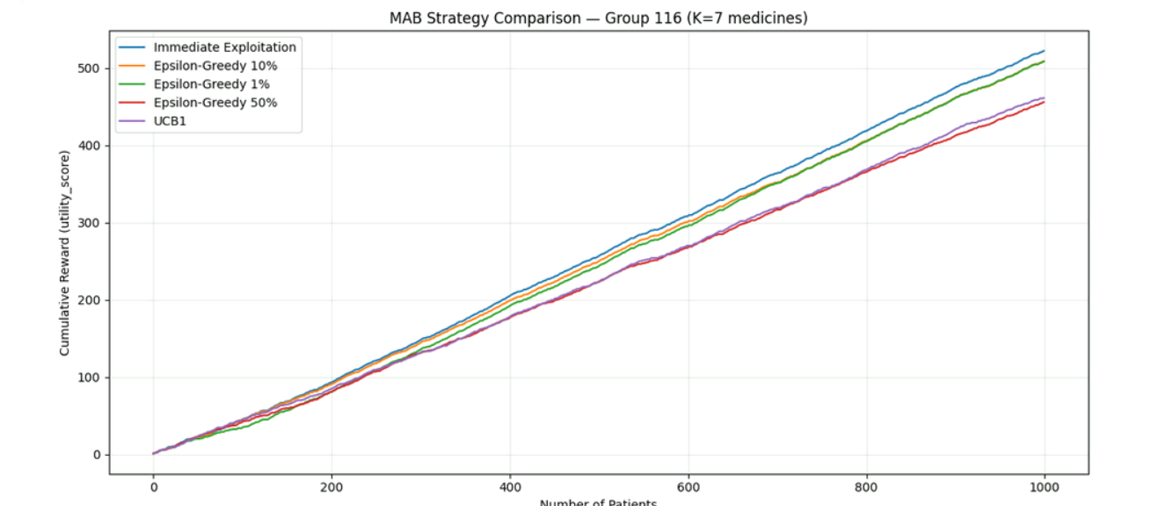 MAB Strategy Comparison — Group 116 (K=7 medicines)
Immediate Exploitation
Epsilon-Greedy 10%
Epsilon-Greedy 1%
Epsilon-Greedy 50%
UCB1
Cumulative Reward (utility_score)
500
400
300
200
100
0
0 200 400 600 800 1000
Number of Patients